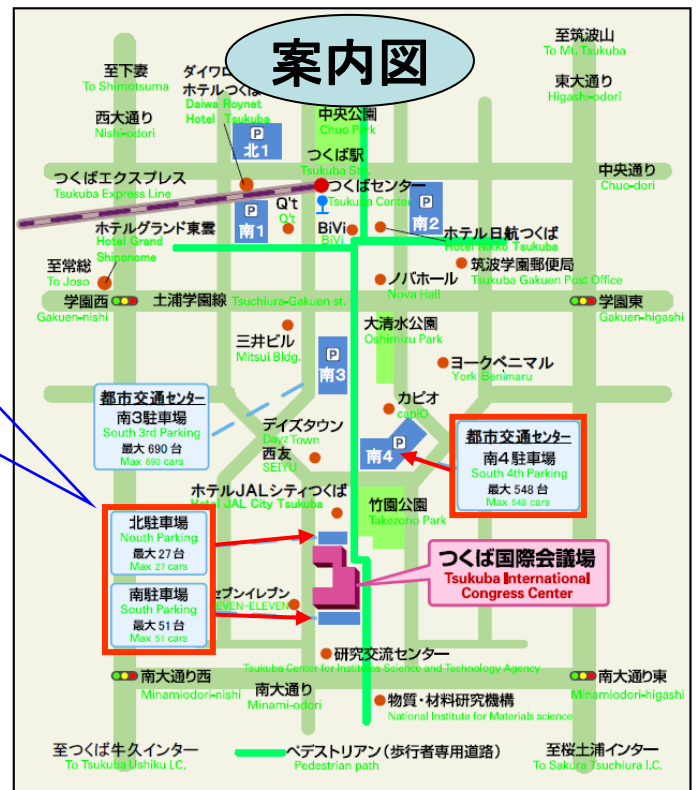 案内図
至筑波山
To Mt. Tsukuba
至下妻
To Shimotsuma
ダイワロ
ホテルつくば
Daiwa Roynet
Hotel Tsukuba
東大通り
Higashi-odori
西大通り
Nishi-odori
P
北1
中央公園
Chuo Park
つくば駅
Tsukuba Sta.
つくばエクスプレス
Tsukuba Express Line
中央通り
Chuo-dori
つくばセンター
Tsukuba Center
P
南1
Q't
Q't
BiVi
BiVi
P
南2
ホテルグランド東雲
Hotel Grand
Shinonome
ホテル日航つくば
Hotel Nikko Tsukuba
至常総
To Joso
ノバホール
Nova Hall
筑波学園郵便局
Tsukuba Gakuen Post Office
学園西
Gakuen-nishi
土浦学園線 Tsuchiura-Gakuen st.
学園東
Gakuen-higashi
三井ビル
Mitsui Bldg.
大清水公園
Oshimizu Park
P
南3
ヨークベニマル
York Benimaru
都市交通センター
南3駐車場
South 3rd Parking
最大 690 台
Max 690 cars
カピオ
capiO
デイズタウン
Dayz Town
西友
SEIYU
P
南4
都市交通センター
南4駐車場
South 4th Parking
最大 548 台
Max 548 cars
ホテルJALシティつくば
Hotel JAL City Tsukuba
竹園公園
Takezono Park
北駐車場
Nouth Parking
最大 27 台
Max 27 cars
つくば国際会議場
Tsukuba International
Congress Center
南駐車場
South Parking
最大 51 台
Max 51 cars
セブンイレブン
EVEN-ELEVEN
研究交流センター
Tsukuba Center for Institutes Science and Technology Agency
南大通り西
Minamiodori-nishi
南大通り
Minami-odori
南大通り東
Minamiodori-higashi
物質・材料研究機構
National Institute for Materials science
至つくば牛久インター
To Tsukuba Ushiku I.C.
ペデストリアン（歩行者専用道路）
Pedestrian path
至桜土浦インター
To Sakura Tsuchiura I.C.